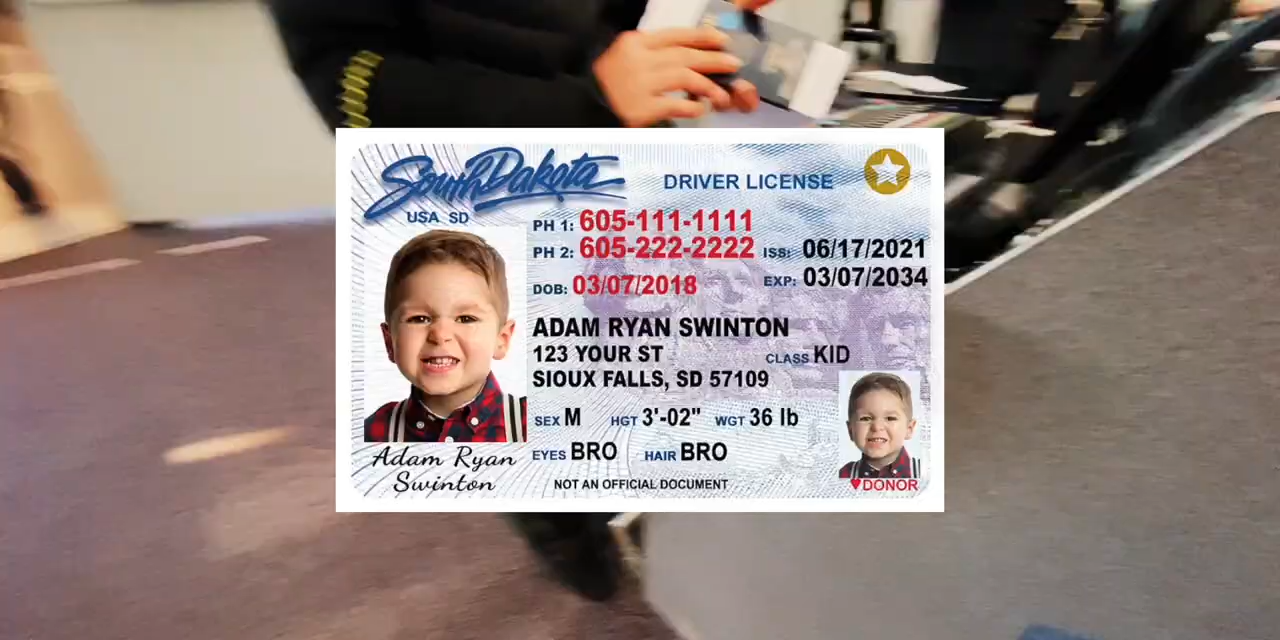 South Dakota
DRIVER LICENSE
USA SD
PH 1: 605-111-1111
PH 2: 605-222-2222
ISS: 06/17/2021
DOB: 03/07/2018
EXP: 03/07/2034
ADAM RYAN SWINTON
123 YOUR ST
CLASS KID
SIOUX FALLS, SD 57109
SEX M HGT 3'-02" WGT 36 lb
EYES BRO HAIR BRO
Adam Ryan
Swinton
NOT AN OFFICIAL DOCUMENT
DONOR